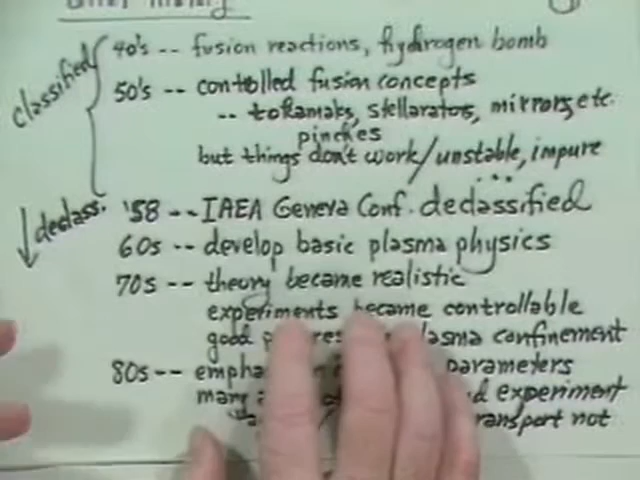 classified
40's -- fusion reactions, hydrogen bomb
50's -- controlled fusion concepts
-- tokamaks, stellarators, mirrors, etc.
pinches
but things don't work/unstable, impure
...
declass. '58 -- IAEA Geneva Conf. declassified
60s -- develop basic plasma physics
70s -- theory became realistic
experiments became controllable
good plasma confinement
80s -- parameters
experiment
transport not